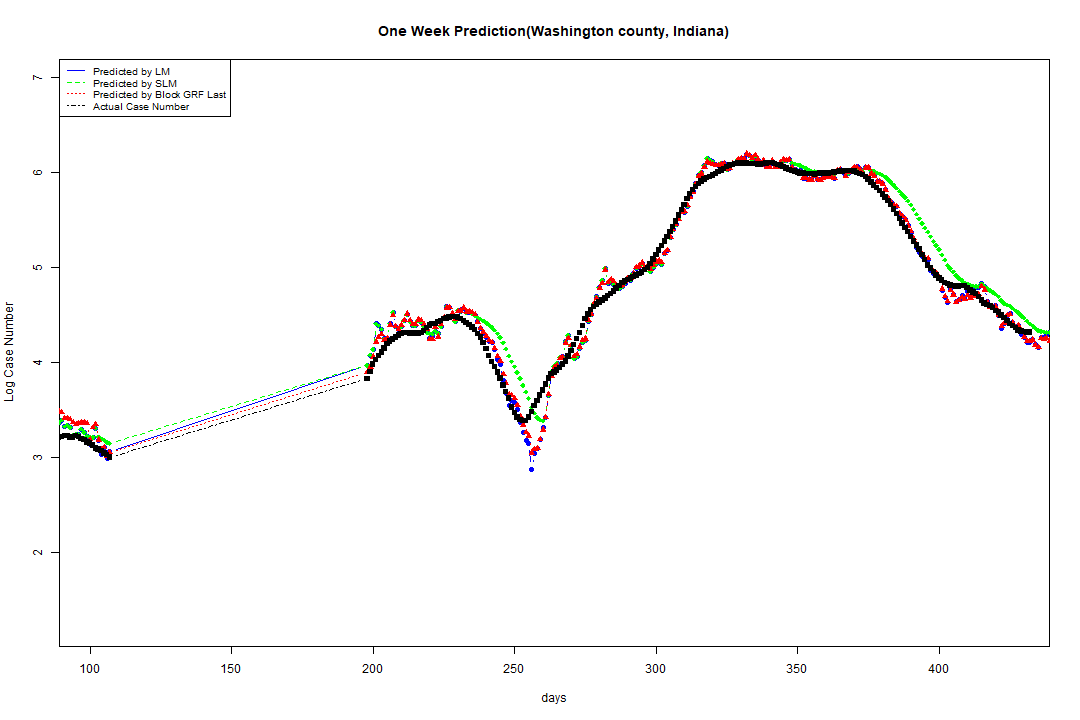 One Week Prediction(Washington county, Indiana)
Predicted by LM
Predicted by SLM
Predicted by Block GRF Last
Actual Case Number
7
6
5
4
3
2
Log Case Number
100 150 200 250 300 350 400
days